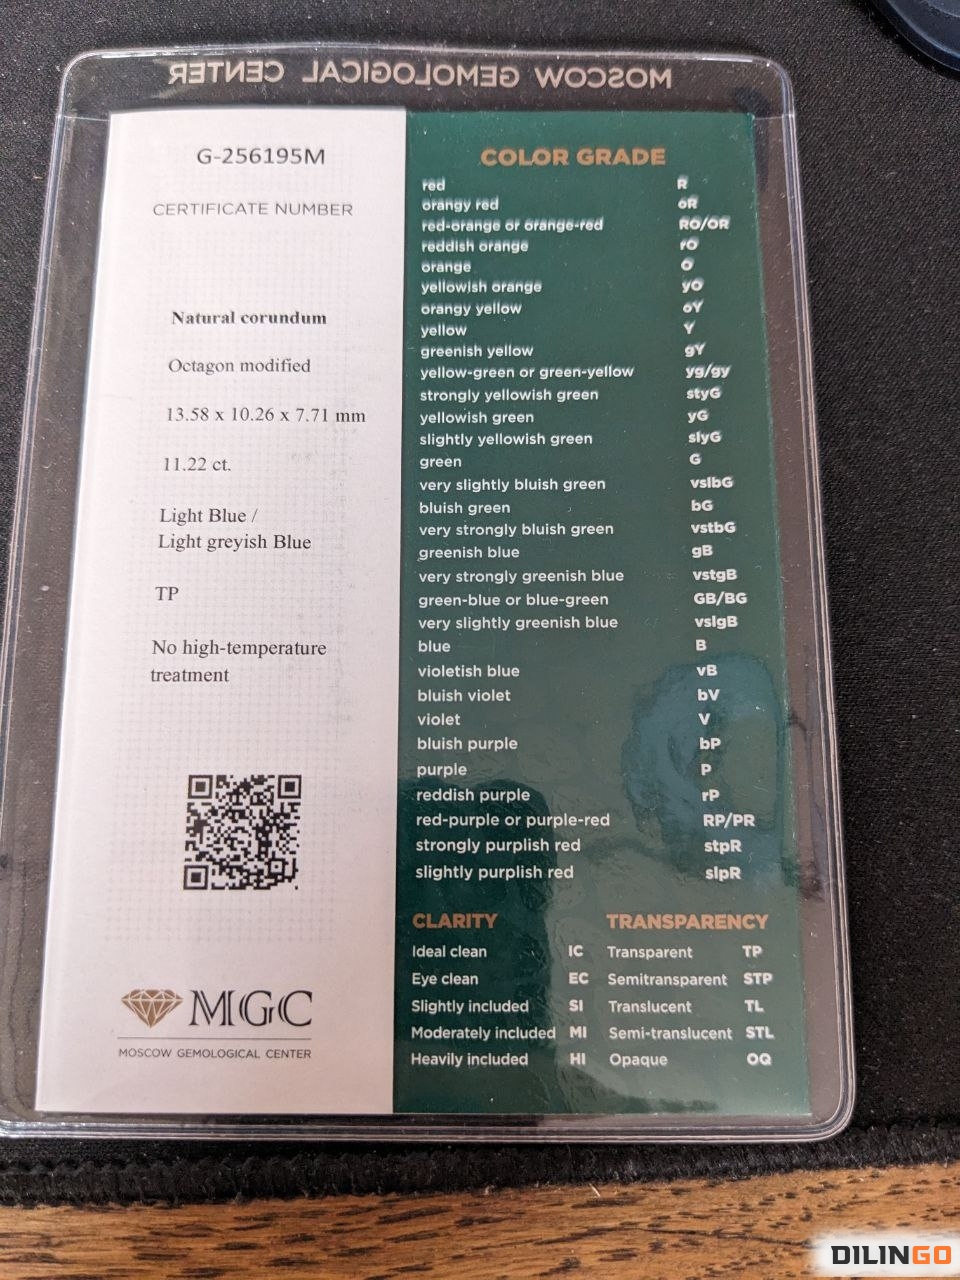 MOSCOW GEMOLOGICAL CENTER
G-256195M
CERTIFICATE NUMBER
Natural corundum
Octagon modified
13.58 x 10.26 x 7.71 mm
11.22 ct.
Light Blue /
Light greyish Blue
TP
No high-temperature
treatment
MGC
MOSCOW GEMOLOGICAL CENTER
COLOR GRADE
red R
orangy red oR
red-orange or orange-red RO/OR
reddish orange rO
orange O
yellowish orange yO
orangy yellow oY
yellow Y
greenish yellow gY
yellow-green or green-yellow yg/gy
strongly yellowish green styG
yellowish green yG
slightly yellowish green slyG
green G
very slightly bluish green vslbG
bluish green bG
very strongly bluish green vstbG
greenish blue gB
very strongly greenish blue vstgB
green-blue or blue-green GB/BG
very slightly greenish blue vslgB
blue B
violetish blue vB
bluish violet bV
violet V
bluish purple bP
purple P
reddish purple rP
red-purple or purple-red RP/PR
strongly purplish red stpR
slightly purplish red slpR
CLARITY TRANSPARENCY
Ideal clean IC Transparent TP
Eye clean EC Semitransparent STP
Slightly included SI Translucent TL
Moderately included MI Semi-translucent STL
Heavily included HI Opaque OQ
DILINGO